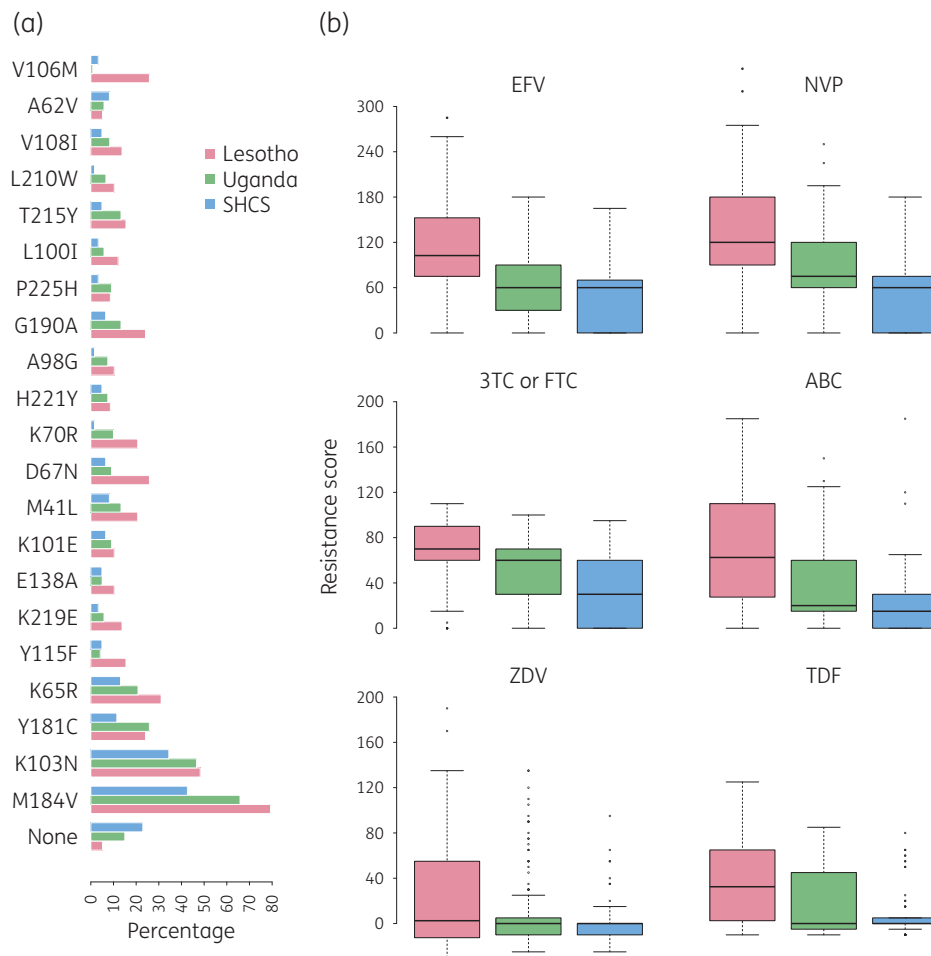 (a)
V106M
A62V
V108I
L210W
T215Y
L100I
P225H
G190A
A98G
H221Y
K70R
D67N
M41L
K101E
E138A
K219E
Y115F
K65R
Y181C
K103N
M184V
None
0 10 20 30 40 50 60 70 80
Percentage
Lesotho
Uganda
SHCS
(b)
EFV
NVP
300
240
180
120
60
0
3TC or FTC
ABC
Resistance score
200
160
120
80
40
0
ZDV
TDF
200
160
120
80
40
0